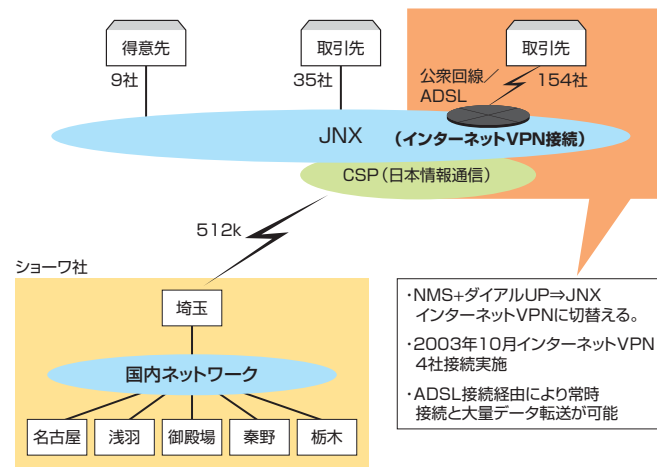 得意先
取引先
取引先
9社
35社
公衆回線／
ADSL
154社
JNX
（インターネットVPN接続）
CSP（日本情報通信）
512k
ショーワ社
埼玉
国内ネットワーク
名古屋
浅羽
御殿場
秦野
栃木
・NMS+ダイアルUP⇒JNX
インターネットVPNに切替える。
・2003年10月インターネットVPN
4社接続実施
・ADSL接続経由により常時
接続と大量データ転送が可能